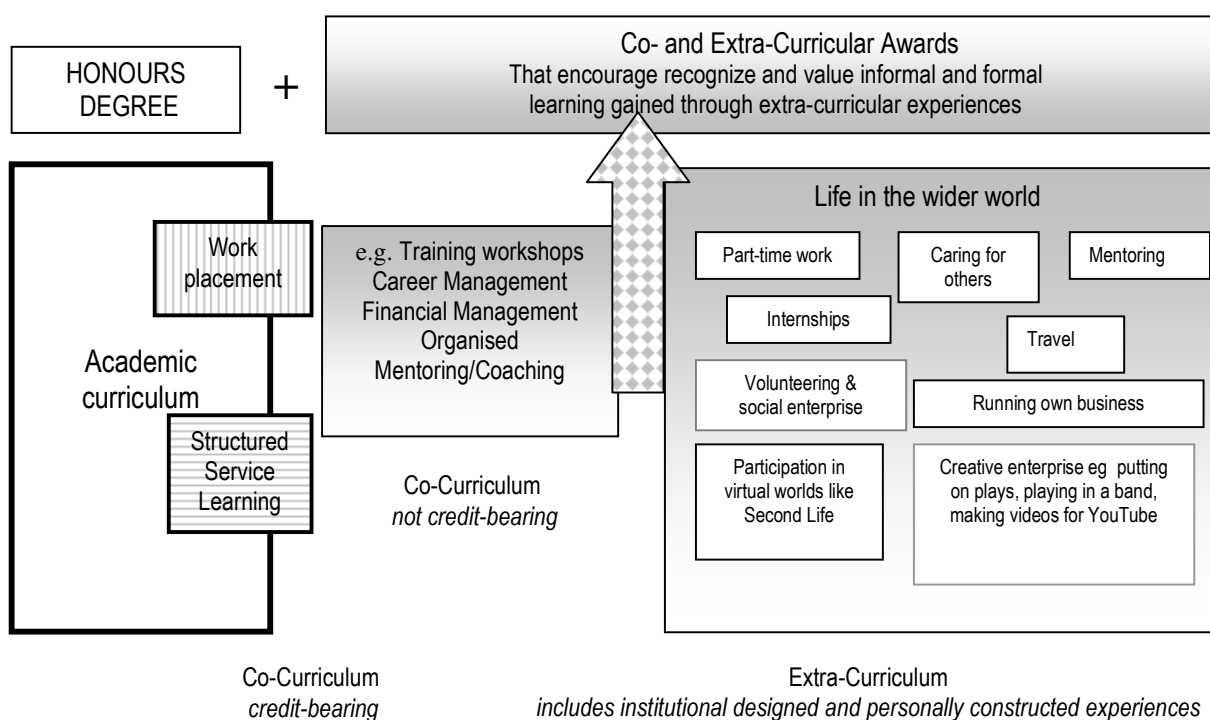 HONOURS
DEGREE
+
Co- and Extra-Curricular Awards
That encourage recognize and value informal and formal
learning gained through extra-curricular experiences
Academic
curriculum
Work
placement
Structured
Service
Learning
e.g. Training workshops
Career Management
Financial Management
Organised
Mentoring/Coaching
Co-Curriculum
not credit-bearing
Life in the wider world
Part-time work
Caring for
others
Mentoring
Internships
Travel
Volunteering &
social enterprise
Running own business
Participation in
virtual worlds like
Second Life
Creative enterprise eg putting
on plays, playing in a band,
making videos for YouTube
Co-Curriculum
credit-bearing
Extra-Curriculum
includes institutional designed and personally constructed experiences